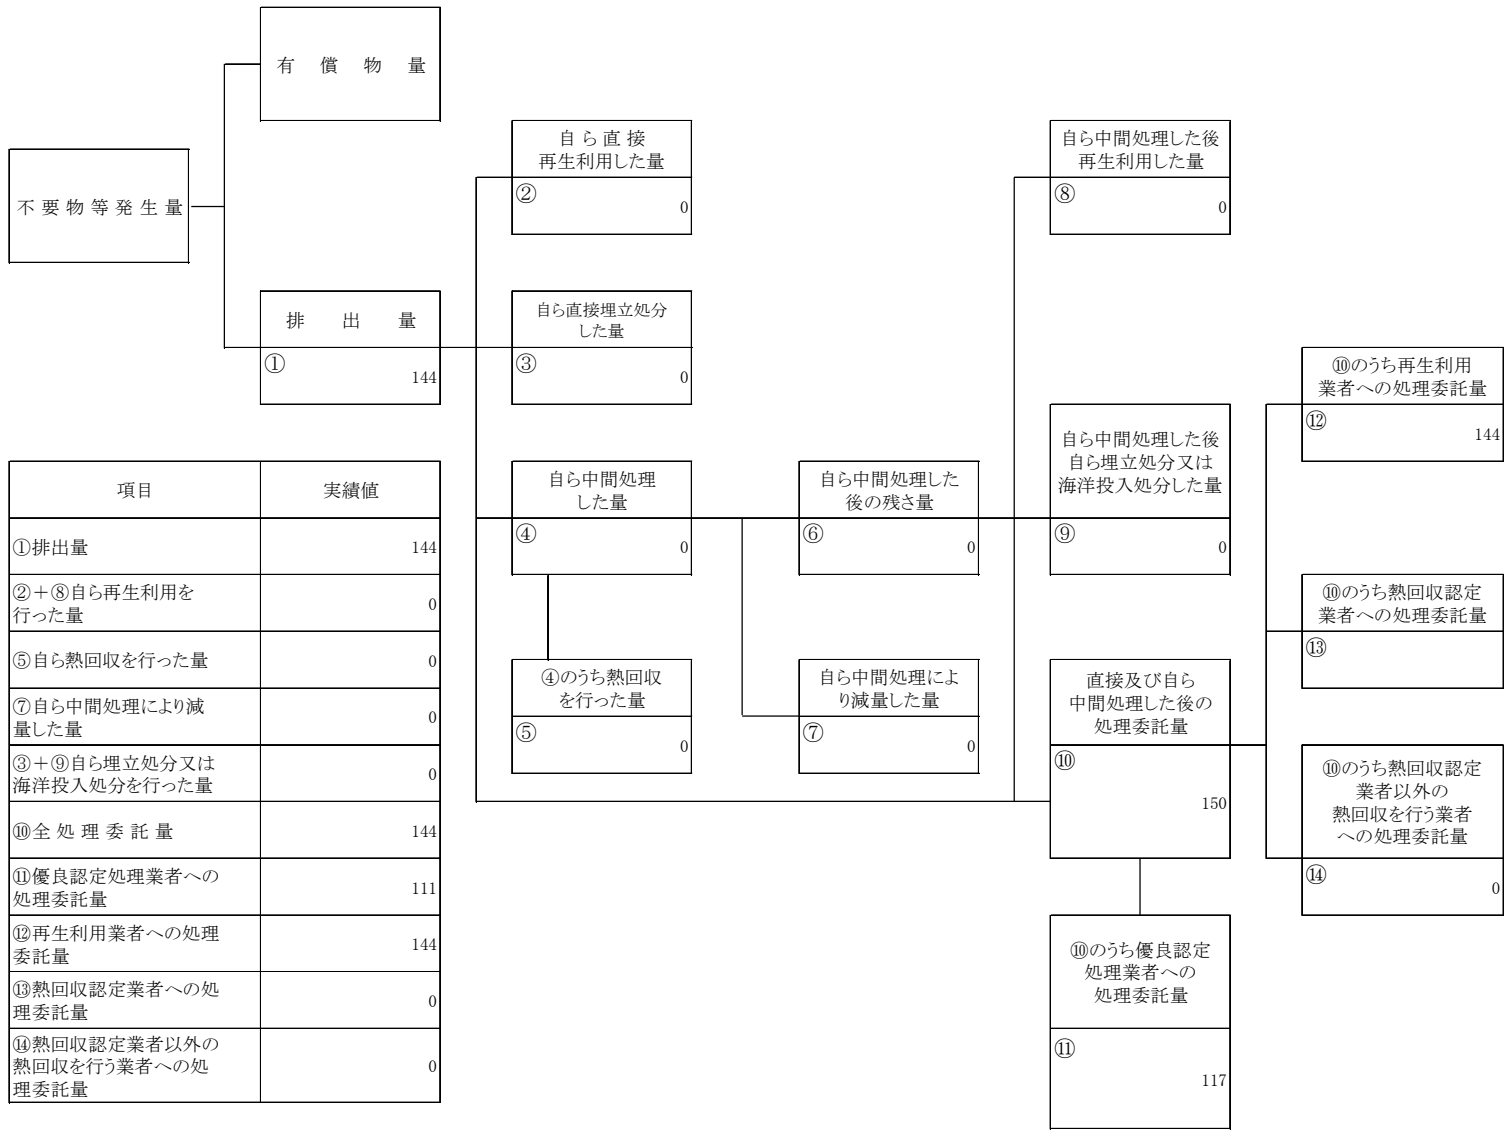 有 償 物 量
不 要 物 等 発 生 量
排 出 量
① 144
自 ら 直 接
再生利用した量
② 0
自ら直接埋立処分
した量
③ 0
自ら中間処理
した量
④ 0
④のうち熱回収
を行った量
⑤ 0
自ら中間処理した
後の残さ量
⑥ 0
自ら中間処理によ
り減量した量
⑦ 0
自ら中間処理した後
再生利用した量
⑧ 0
自ら中間処理した後
自ら埋立処分又は
海洋投入処分した量
⑨ 0
直接及び自ら
中間処理した後の
処理委託量
⑩
150
⑩のうち優良認定
処理業者への
処理委託量
⑪
117
⑩のうち再生利用
業者への処理委託量
⑫ 144
⑩のうち熱回収認定
業者への処理委託量
⑬
⑩のうち熱回収認定
業者以外の
熱回収を行う業者
への処理委託量
⑭ 0
項目 実績値
①排出量 144
②＋⑧自ら再生利用を
行った量 0
⑤自ら熱回収を行った量 0
⑦自ら中間処理により減
量した量 0
③＋⑨自ら埋立処分又は
海洋投入処分を行った量 0
⑩全 処 理 委 託 量 144
⑪優良認定処理業者への
処理委託量 111
⑫再生利用業者への処理
委託量 144
⑬熱回収認定業者への処
理委託量 0
⑭熱回収認定業者以外の
熱回収を行う業者への処
理委託量 0